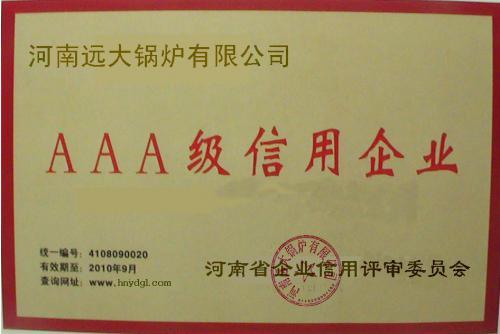 河南远大锅炉有限公司
AAA级信用企业
统一编号：4108090020
有效期至：2010年9月
查询网址：www.hnydgl.com
河南省企业信用评审委员会